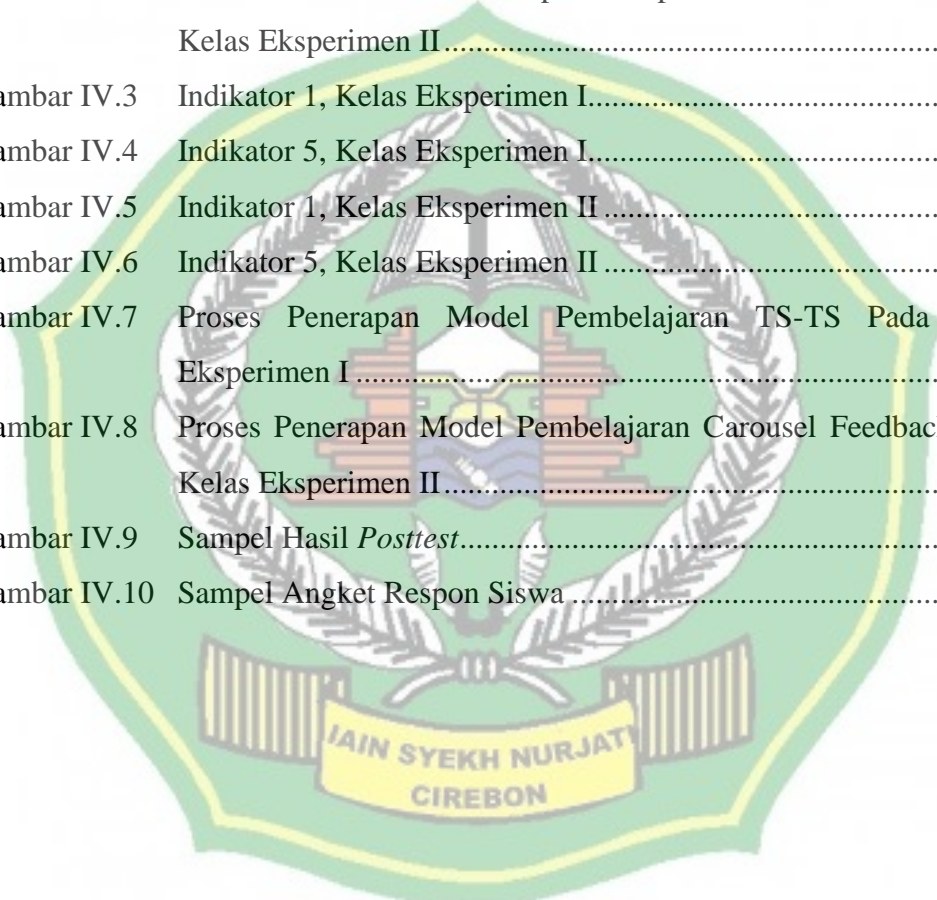 Kelas Eksperimen II..................................................................
ambar IV.3 Indikator 1, Kelas Eksperimen I..............................................
ambar IV.4 Indikator 5, Kelas Eksperimen I..............................................
ambar IV.5 Indikator 1, Kelas Eksperimen II............................................
ambar IV.6 Indikator 5, Kelas Eksperimen II............................................
ambar IV.7 Proses Penerapan Model Pembelajaran TS-TS Pada
Eksperimen I............................................................................
ambar IV.8 Proses Penerapan Model Pembelajaran Carousel Feedbac
Kelas Eksperimen II..................................................................
ambar IV.9 Sampel Hasil Posttest...............................................................
ambar IV.10 Sampel Angket Respon Siswa................................................
IAIN SYEKH NURJATI
CIREBON